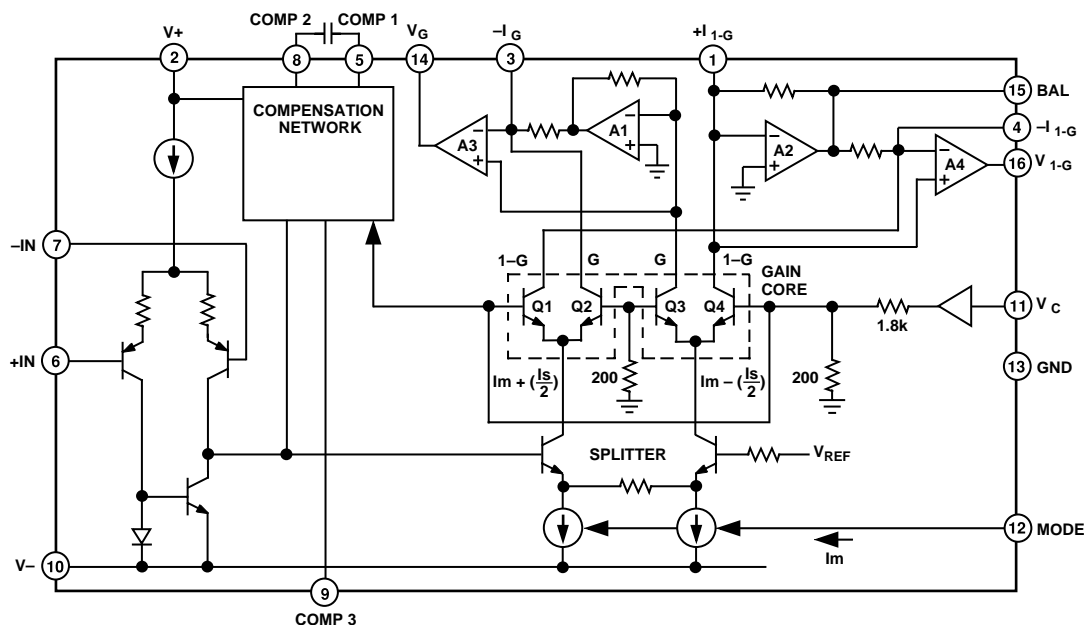 COMP 2 COMP 1
V+ VG –IG +I1-G
2 8 5 14 3 1
15 BAL
COMPENSATION
NETWORK
A1
– +
A3
– +
A2
– +
A4
– +
4 –I1-G
16 V1-G
–IN 7
1–G G G 1–G
GAIN
CORE
Q1 Q2 Q3 Q4
1.8k
11 VC
+IN 6
13 GND
Im + (Is/2) 200 Im – (Is/2) 200
SPLITTER VREF
12 MODE
Im
V– 10
9
COMP 3